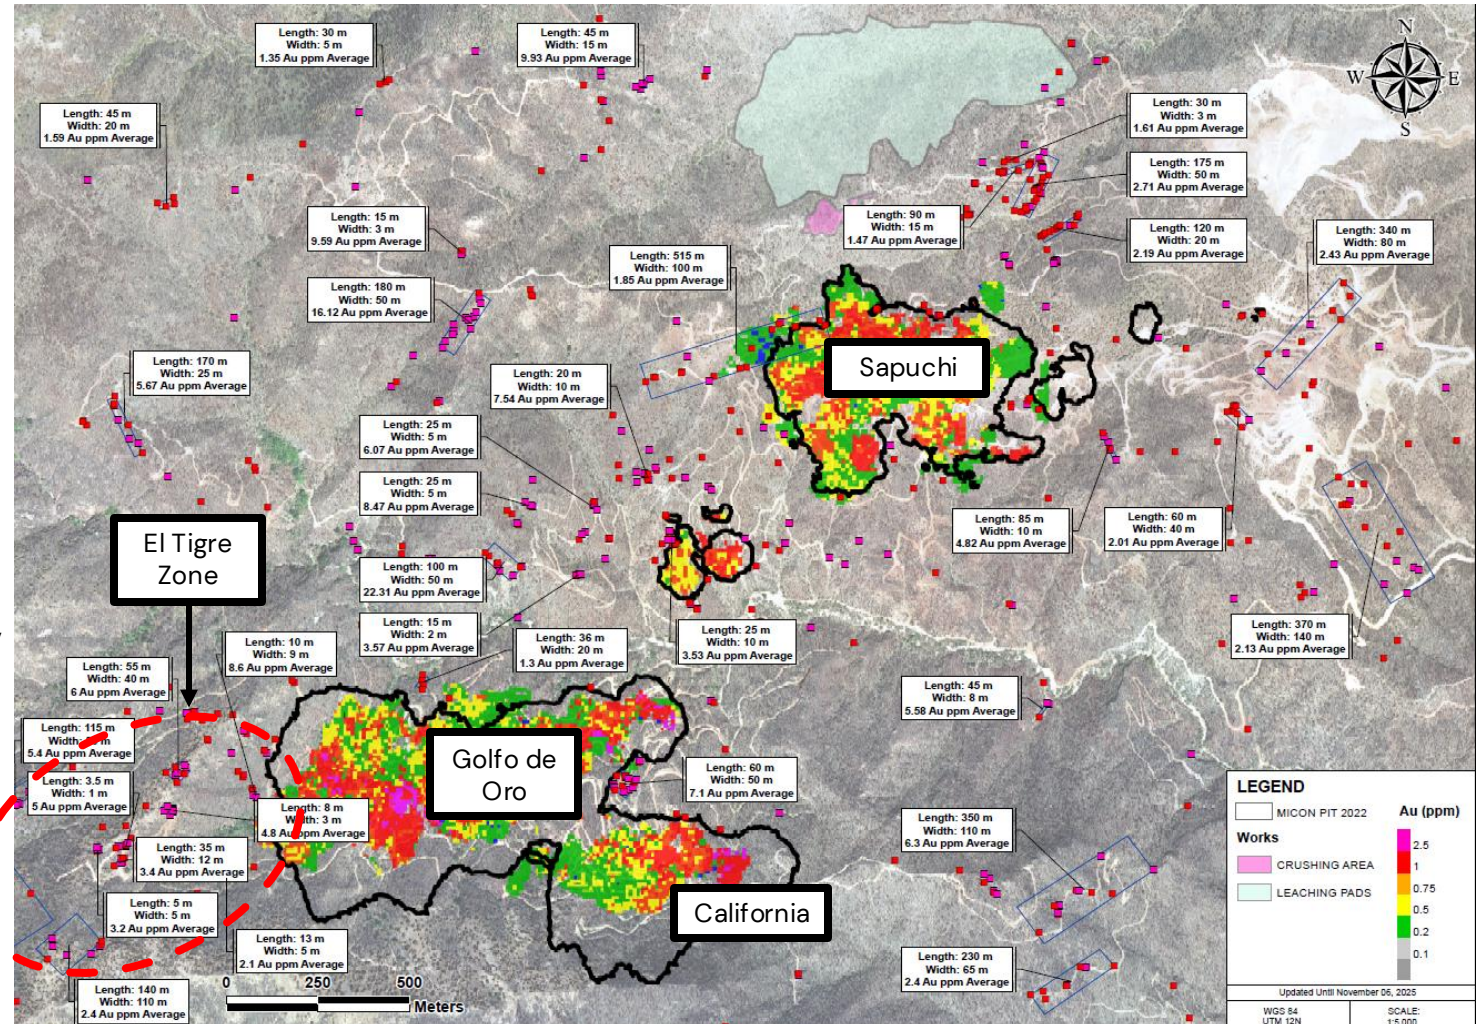 Length: 30 m
Width: 5 m
1.35 Au ppm Average
Length: 45 m
Width: 15 m
9.93 Au ppm Average
N
W
E
S
Length: 45 m
Width: 20 m
1.59 Au ppm Average
Length: 30 m
Width: 3 m
1.61 Au ppm Average
Length: 175 m
Width: 50 m
2.71 Au ppm Average
Length: 15 m
Width: 3 m
9.59 Au ppm Average
Length: 90 m
Width: 15 m
1.47 Au ppm Average
Length: 120 m
Width: 20 m
2.19 Au ppm Average
Length: 340 m
Width: 80 m
2.43 Au ppm Average
Length: 515 m
Width: 100 m
1.85 Au ppm Average
Length: 180 m
Width: 50 m
16.12 Au ppm Average
Sapuchi
Length: 170 m
Width: 25 m
5.67 Au ppm Average
Length: 20 m
Width: 10 m
7.54 Au ppm Average
Length: 25 m
Width: 5 m
6.07 Au ppm Average
Length: 25 m
Width: 5 m
8.47 Au ppm Average
Length: 85 m
Width: 10 m
4.82 Au ppm Average
Length: 60 m
Width: 40 m
2.01 Au ppm Average
El Tigre
Zone
Length: 100 m
Width: 50 m
22.31 Au ppm Average
Length: 15 m
Width: 2 m
3.57 Au ppm Average
Length: 36 m
Width: 20 m
1.3 Au ppm Average
Length: 25 m
Width: 10 m
3.53 Au ppm Average
Length: 370 m
Width: 140 m
2.13 Au ppm Average
Length: 10 m
Width: 9 m
8.6 Au ppm Average
Length: 55 m
Width: 40 m
6 Au ppm Average
Length: 45 m
Width: 8 m
5.58 Au ppm Average
Length: 115 m
Width: m
5.4 Au ppm Average
Golfo de
Oro
Length: 60 m
Width: 50 m
7.1 Au ppm Average
Length: 3.5 m
Width: 1 m
5 Au ppm Average
Length: 8 m
Width: 3 m
4.8 Au ppm Average
Length: 350 m
Width: 110 m
6.3 Au ppm Average
Length: 35 m
Width: 12 m
3.4 Au ppm Average
Length: 5 m
Width: 5 m
3.2 Au ppm Average
California
Length: 13 m
Width: 5 m
2.1 Au ppm Average
Length: 230 m
Width: 65 m
2.4 Au ppm Average
Length: 140 m
Width: 110 m
2.4 Au ppm Average
0 250 500
Meters
LEGEND
MICON PIT 2022
Works
CRUSHING AREA
LEACHING PADS
Au (ppm)
2.5
1
0.75
0.5
0.2
0.1
Updated Until November 06, 2025
WGS 84
UTM 12N
SCALE:
1:5,000